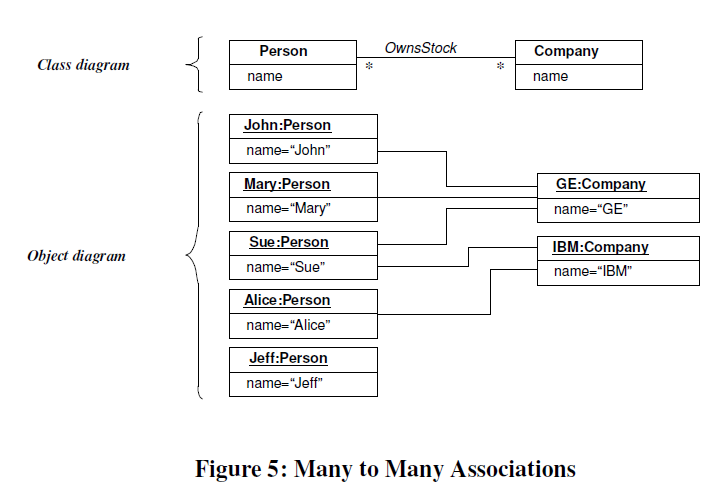 Class diagram
Person
name
OwnsStock
*
*
Company
name
Object diagram
John:Person
name=“John”
Mary:Person
name=“Mary”
Sue:Person
name=“Sue”
Alice:Person
name=“Alice”
Jeff:Person
name=“Jeff”
GE:Company
name=“GE”
IBM:Company
name=“IBM”
Figure 5: Many to Many Associations